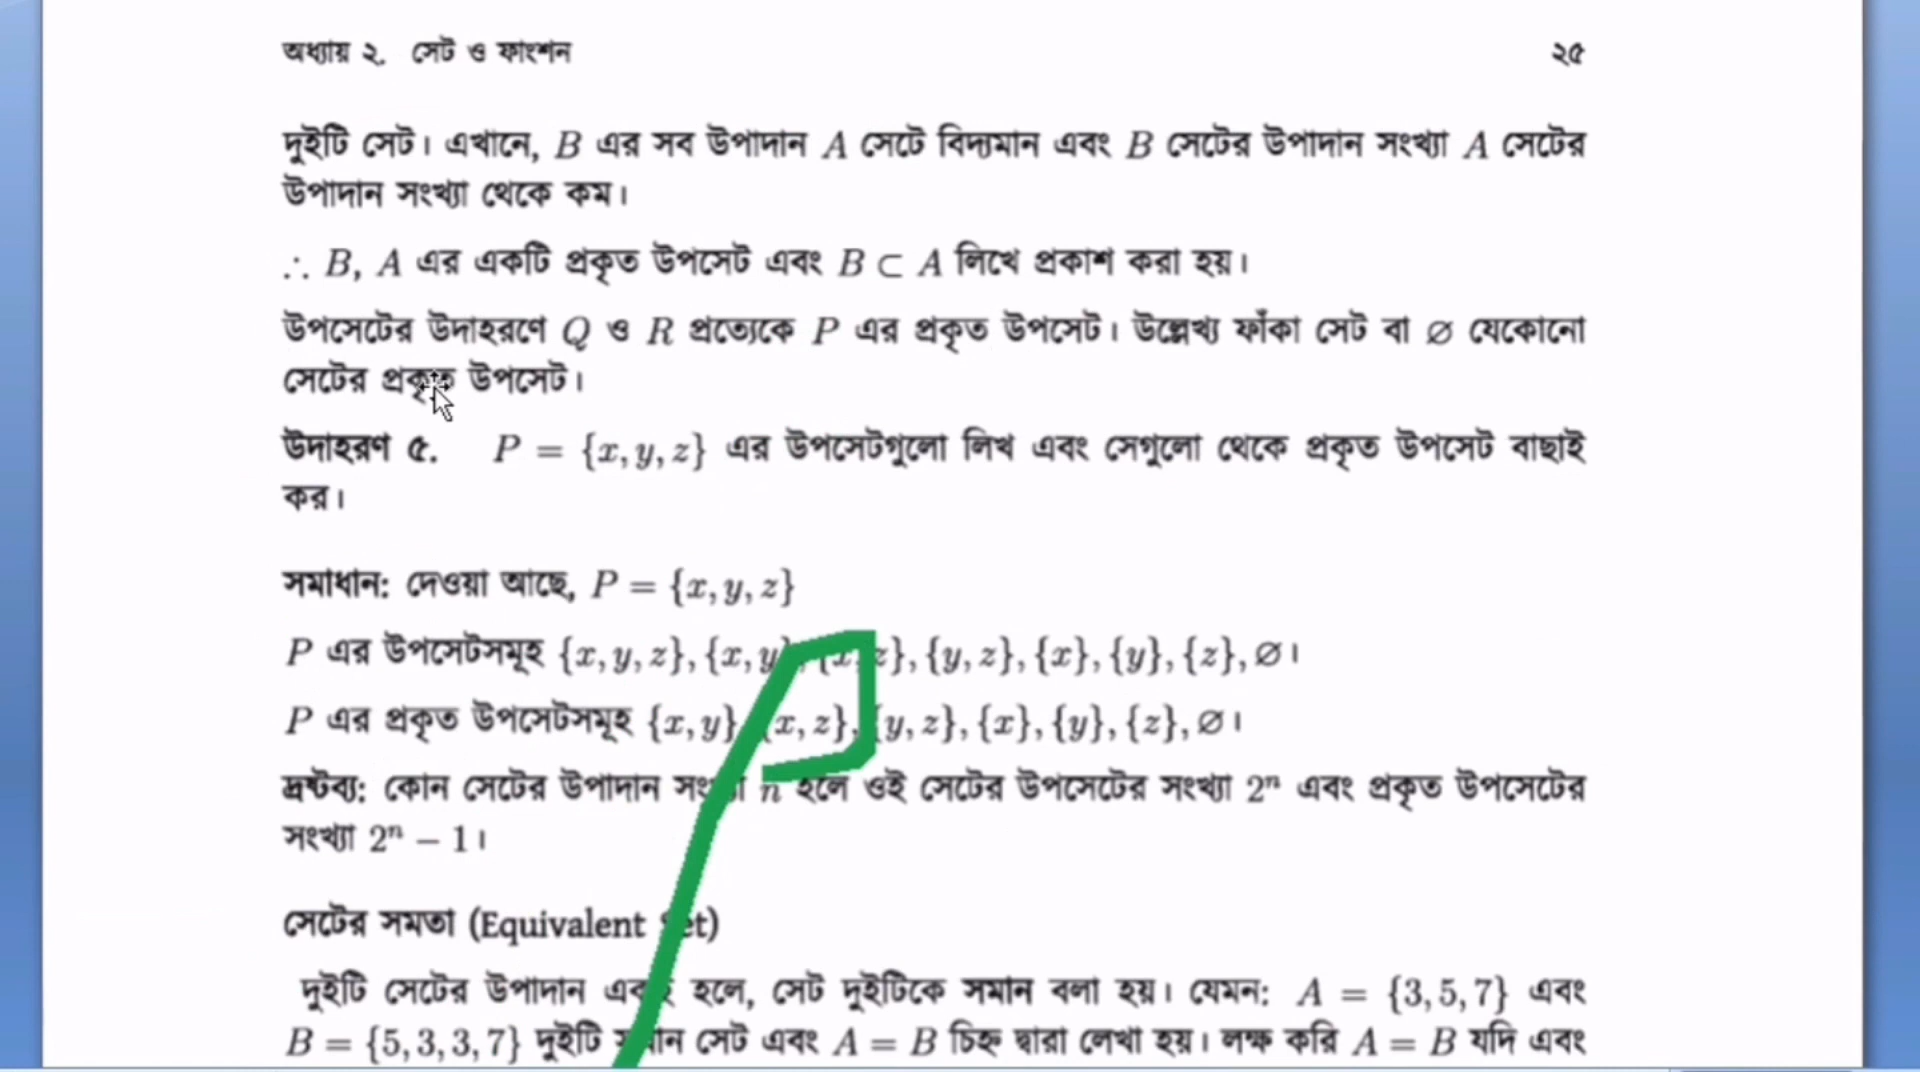 অধ্যায় ২. সেট ও ফাংশন ২৫
দুইটি সেট। এখানে, B এর সব উপাদান A সেটে বিদ্যমান এবং B সেটের উপাদান সংখ্যা A সেটের
উপাদান সংখ্যা থেকে কম।
∴ B, A এর একটি প্রকৃত উপসেট এবং B ⊂ A লিখে প্রকাশ করা হয়।
উপসেটের উদাহরণে Q ও R প্রত্যেকে P এর প্রকৃত উপসেট। উল্লেখ্য ফাঁকা সেট বা ∅ যেকোনো
সেটের প্রকৃত উপসেট।
উদাহরণ ৫. P = {x, y, z} এর উপসেটগুলো লিখ এবং সেগুলো থেকে প্রকৃত উপসেট বাছাই
কর।
সমাধান: দেওয়া আছে, P = {x, y, z}
P এর উপসেটসমূহ {x, y, z}, {x, y}, {x, z}, {y, z}, {x}, {y}, {z}, ∅।
P এর প্রকৃত উপসেটসমূহ {x, y}, {x, z}, {y, z}, {x}, {y}, {z}, ∅।
দ্রষ্টব্য: কোন সেটের উপাদান সংখ্যা n হলে ওই সেটের উপসেটের সংখ্যা 2ⁿ এবং প্রকৃত উপসেটের
সংখ্যা 2ⁿ − 1।
সেটের সমতা (Equivalent Set)
দুইটি সেটের উপাদান একই হলে, সেট দুইটিকে সমান বলা হয়। যেমন: A = {3, 5, 7} এবং
B = {5, 3, 3, 7} দুইটি সমান সেট এবং A = B চিহ্ন দ্বারা লেখা হয়। লক্ষ করি A = B যদি এবং